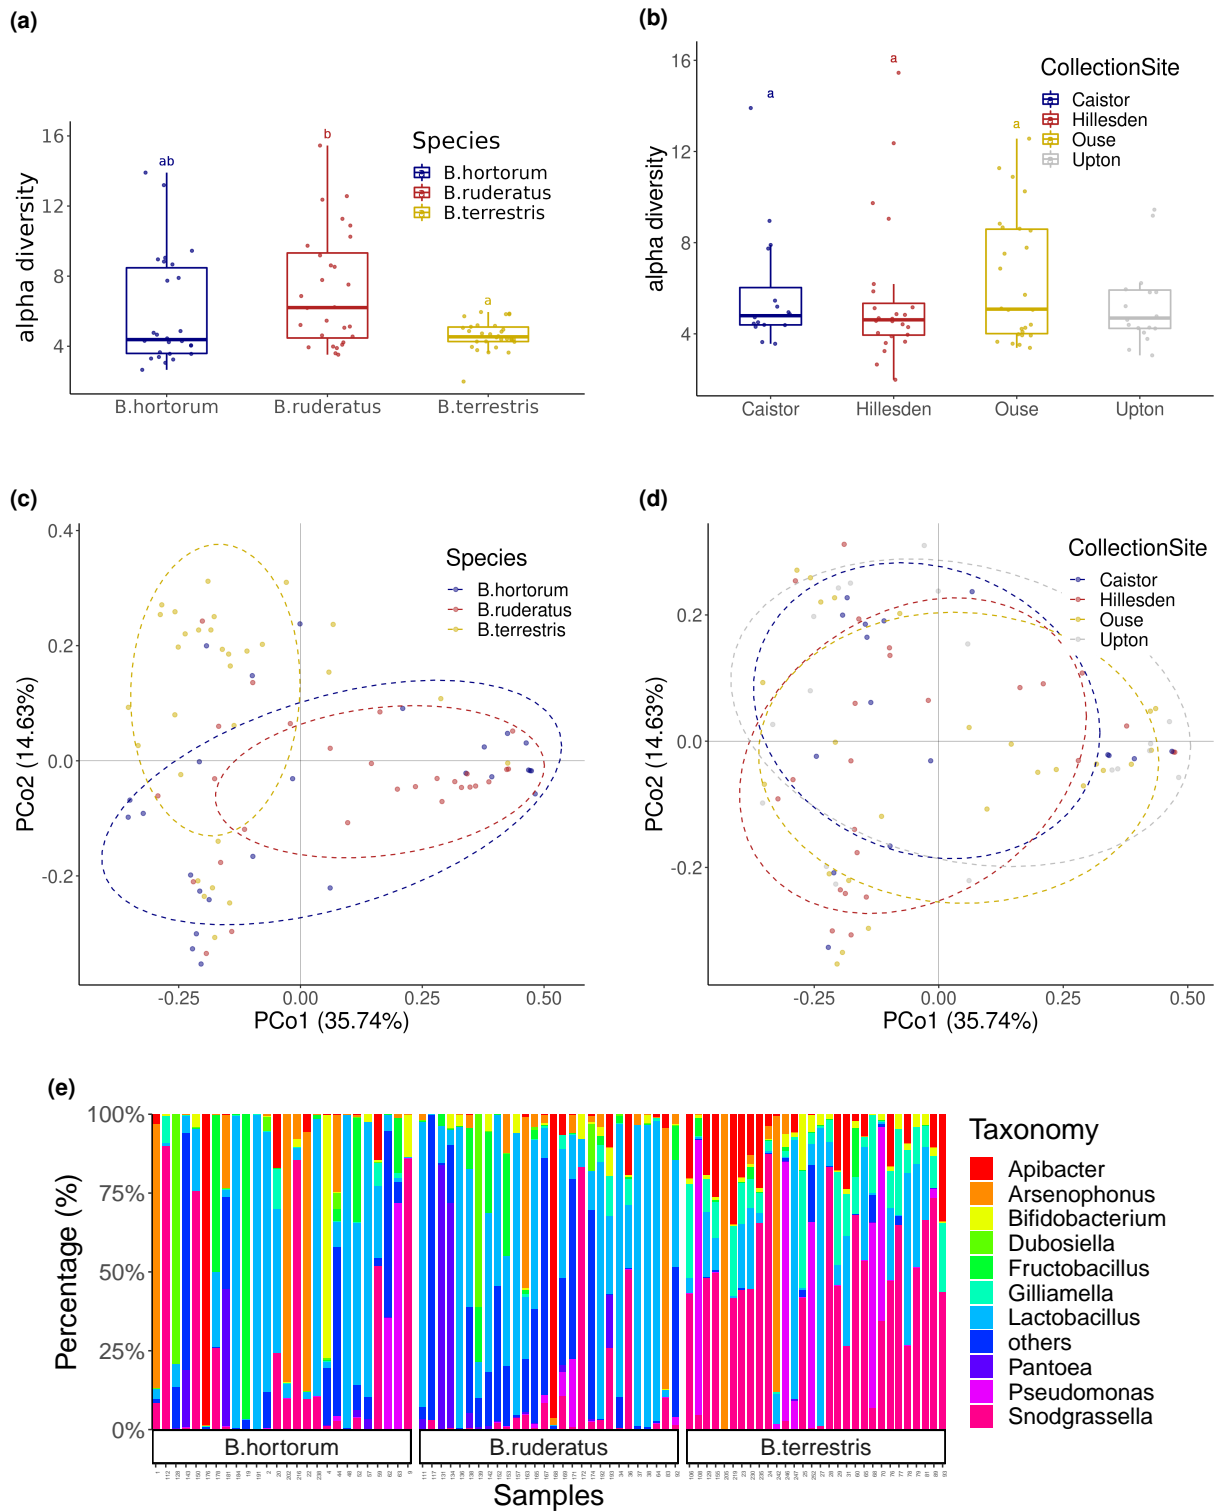 (a)
16
12
8
4
alpha diversity
ab
b
a
Species
B.hortorum
B.ruderatus
B.terrestris
B.hortorum
B.ruderatus
B.terrestris
(b)
16
12
8
4
alpha diversity
a
a
a
CollectionSite
Caistor
Hillesden
Ouse
Upton
Caistor
Hillesden
Ouse
Upton
(c)
0.4
0.2
0.0
-0.2
PCo2 (14.63%)
Species
B.hortorum
B.ruderatus
B.terrestris
-0.25
0.00
0.25
0.50
PCo1 (35.74%)
(d)
0.2
0.0
-0.2
PCo2 (14.63%)
CollectionSite
Caistor
Hillesden
Ouse
Upton
-0.25
0.00
0.25
0.50
PCo1 (35.74%)
(e)
100%
75%
50%
25%
0%
Percentage (%)
B.hortorum
B.ruderatus
B.terrestris
Samples
Taxonomy
Apibacter
Arsenophonus
Bifidobacterium
Dubosiella
Fructobacillus
Gilliamella
Lactobacillus
others
Pantoea
Pseudomonas
Snodgrassella